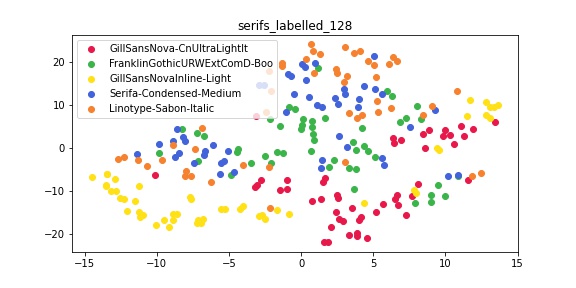 serifs_labelled_128
GillSansNova-CnUltraLightIt
FranklinGothicURWExtComD-Boo
GillSansNovaInline-Light
Serifa-Condensed-Medium
Linotype-Sabon-Italic
20
10
0
−10
−20
−15 −10 −5 0 5 10 15